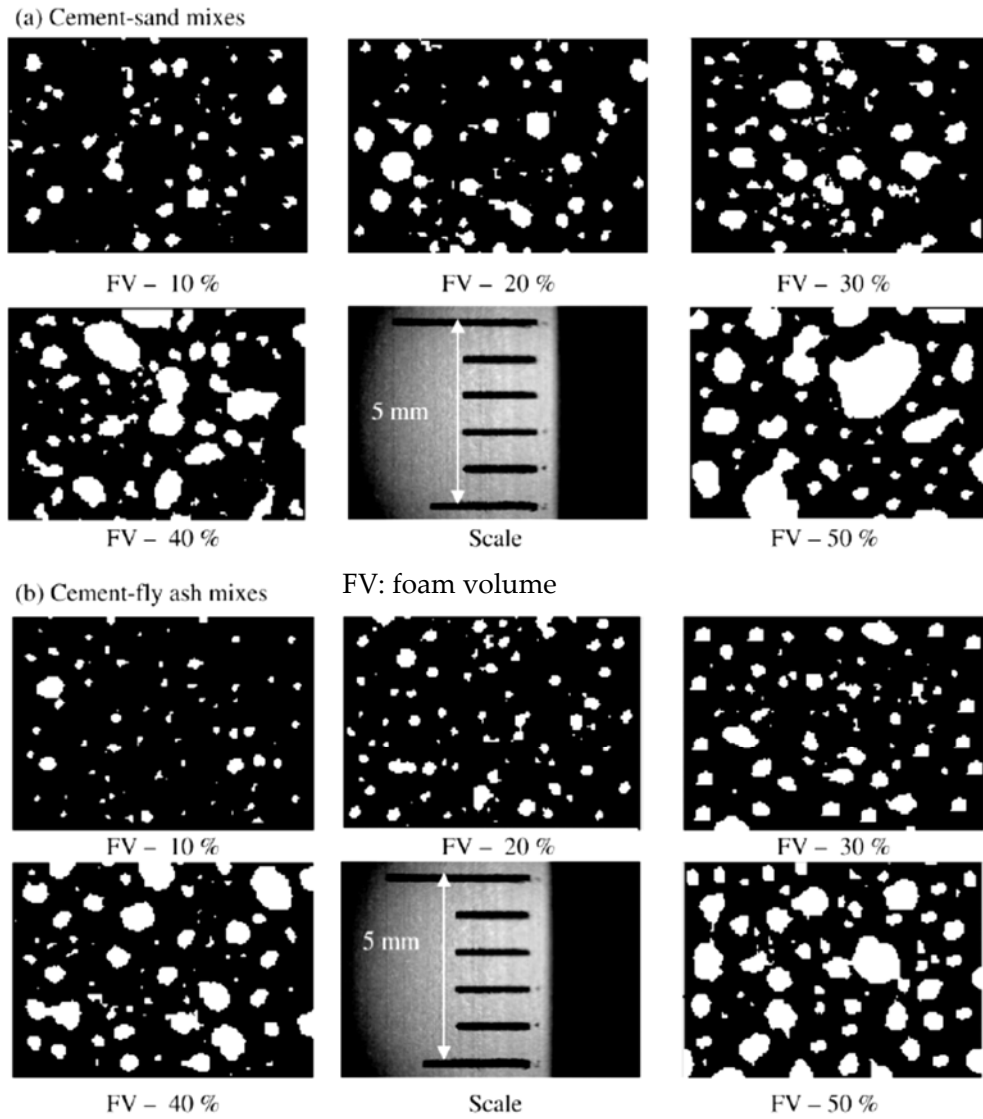 (a) Cement-sand mixes
FV – 10 %
FV – 20 %
FV – 30 %
5 mm
FV – 40 %
Scale
FV – 50 %
(b) Cement-fly ash mixes
FV: foam volume
FV – 10 %
FV – 20 %
FV – 30 %
5 mm
FV – 40 %
Scale
FV – 50 %